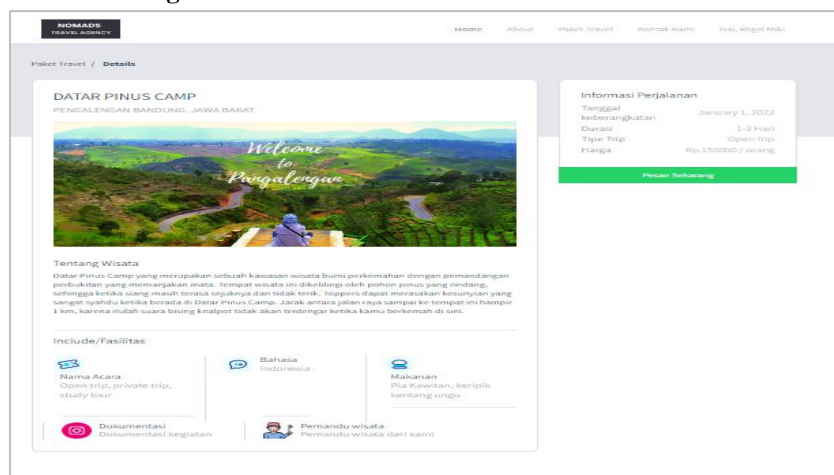 NOMADS
TRAVEL AGENCY
Home About Paket Travel Kontak Kami Hai,
Paket Travel / Details
DATAR PINUS CAMP
PENGALENGAN BANDUNG, JAWA BARAT
Welcome
to
Pangalengan
Tentang Wisata
Datar Pinus Camp yang merupakan sebuah kawasan wisata bumi perkemahan dengan pemandangan
perbukitan yang memanjakan mata. Tempat wisata ini dikelilingi oleh pohon pinus yang rindang,
sehingga ketika siang masih terasa sejuknya dan tidak terik. Toppers dapat merasakan kesunyian yang
sangat syahdu ketika berada di Datar Pinus Camp. Jarak antara jalan raya sampai ke tempat ini hampir
1 km, karena itulah suara bising knalpot tidak akan terdengar ketika kamu berkemah di sini.
Include/Fasilitas
Nama Acara
Open trip, private trip,
study tour
Bahasa
Indonesia
Makanan
Pia Kawitan, keripik
kentang ungu
Dokumentasi
Dokumentasi kegiatan
Pemandu wisata
Pemandu wisata dari kami
Informasi Perjalanan
Tanggal
keberangkatan January 1, 2022
Durasi 1-2 Hari
Tipe Trip Open trip
Harga Rp.150000 / orang
Pesan Sekarang